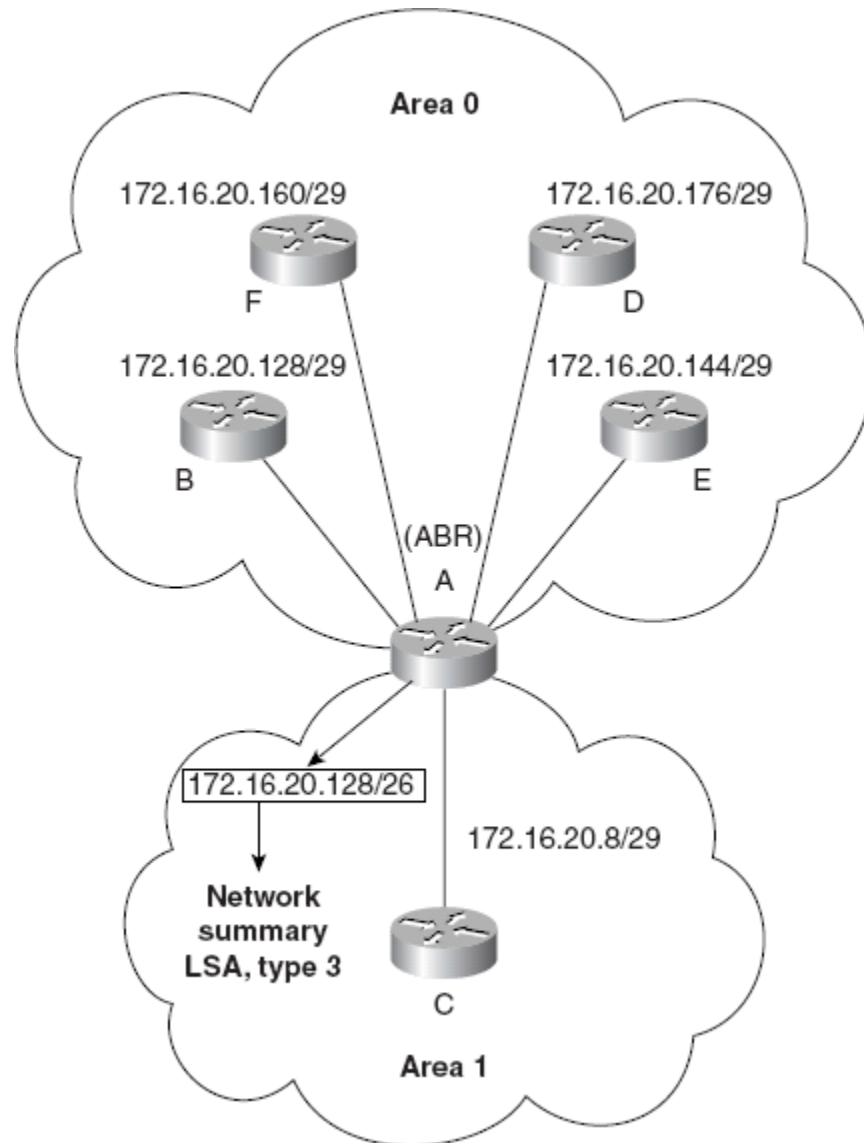 Area 0
172.16.20.160/29
172.16.20.176/29
F
D
172.16.20.128/29
172.16.20.144/29
B
E
(ABR)
A
172.16.20.128/26
172.16.20.8/29
Network
summary
LSA, type 3
C
Area 1